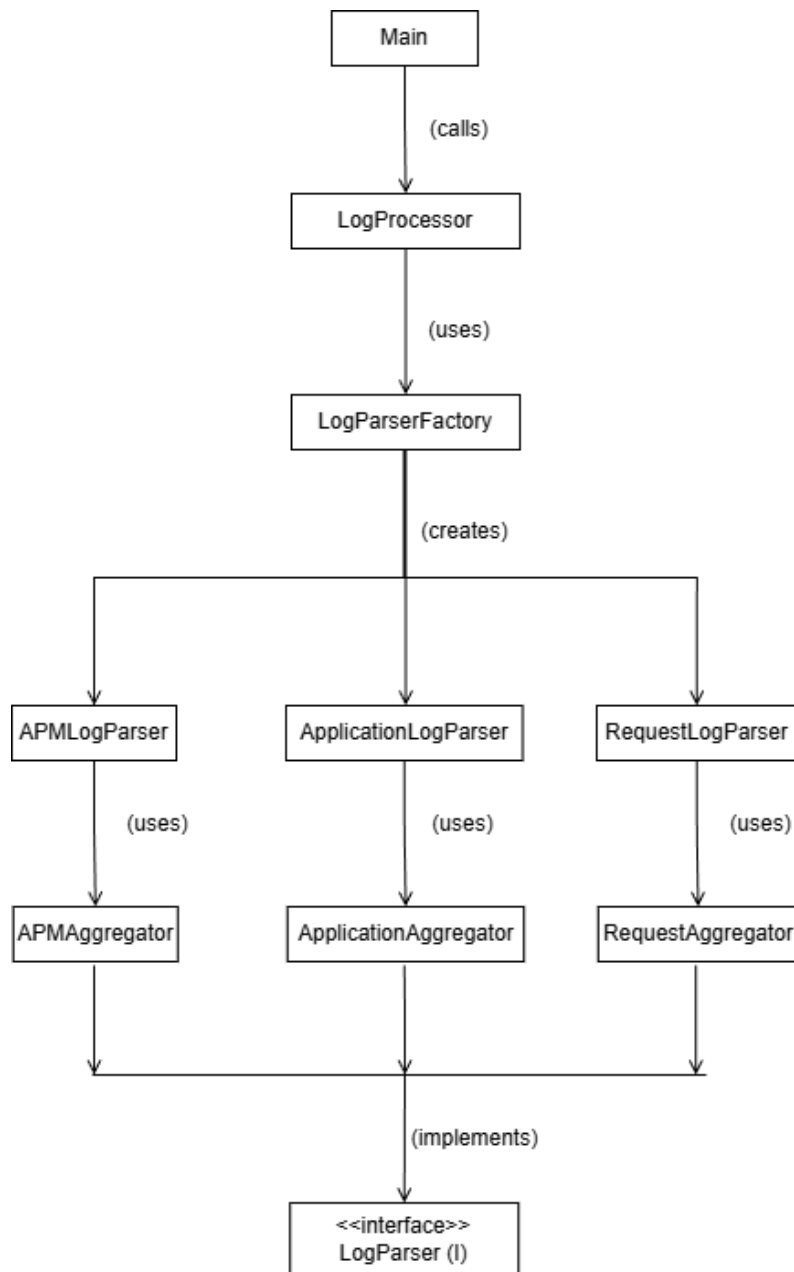 Main
(calls)
LogProcessor
(uses)
LogParserFactory
(creates)
APMLogParser
ApplicationLogParser
RequestLogParser
(uses)
(uses)
(uses)
APMAggregator
ApplicationAggregator
RequestAggregator
(implements)
<<interface>>
LogParser (I)